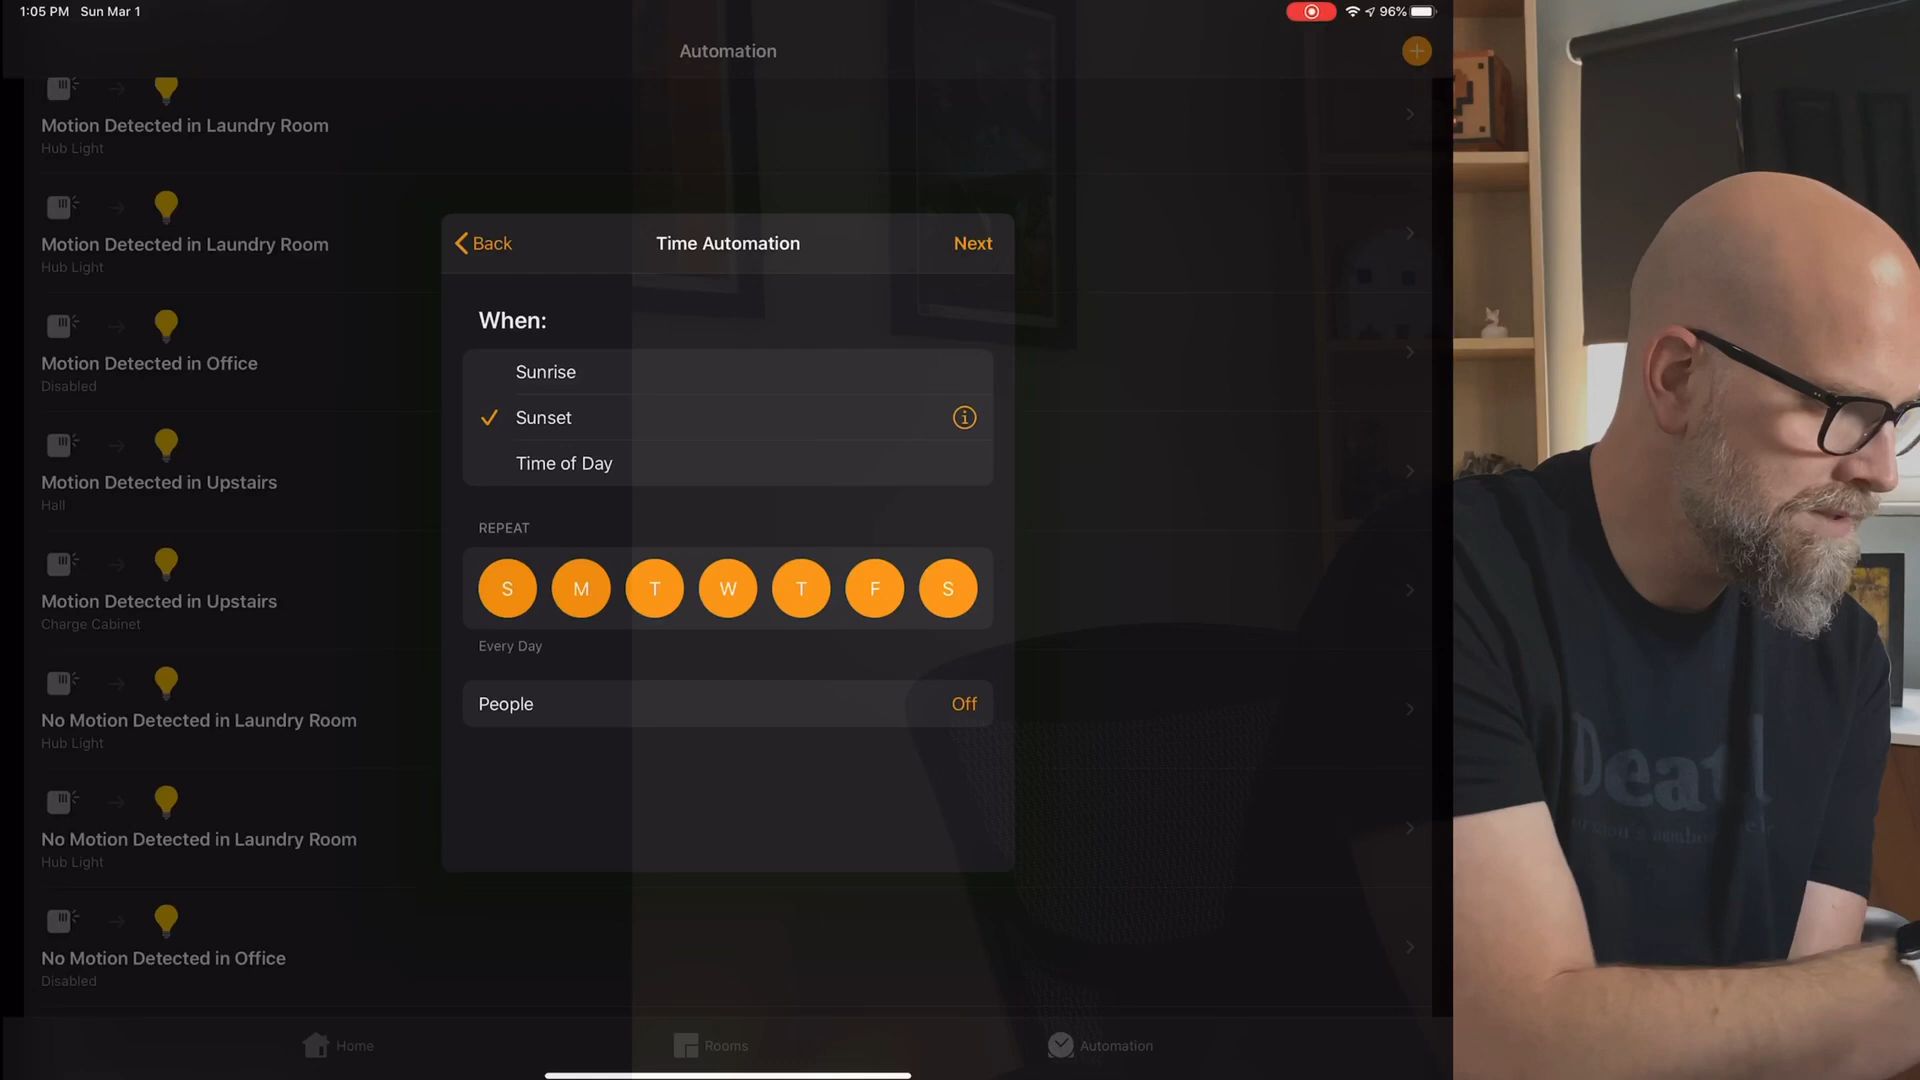 1:05 PM Sun Mar 1
96%
Automation
Motion Detected in Laundry Room
Hub Light
Motion Detected in Laundry Room
Hub Light
Motion Detected in Office
Disabled
Motion Detected in Upstairs
Hall
Motion Detected in Upstairs
Charge Cabinet
No Motion Detected in Laundry Room
Hub Light
No Motion Detected in Laundry Room
Hub Light
No Motion Detected in Office
Disabled
Back
Time Automation
Next
When:
Sunrise
Sunset
Time of Day
REPEAT
S M T W T F S
Every Day
People
Off
Home
Rooms
Automation